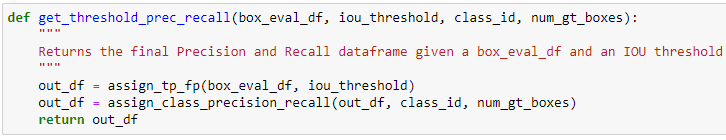 def get_threshold_prec_recall(box_eval_df, iou_threshold, class_id, num_gt_boxes):
    """
    Returns the final Precision and Recall dataframe given a box_eval_df and an IOU threshold
    """
    out_df = assign_tp_fp(box_eval_df, iou_threshold)
    out_df = assign_class_precision_recall(out_df, class_id, num_gt_boxes)
    return out_df